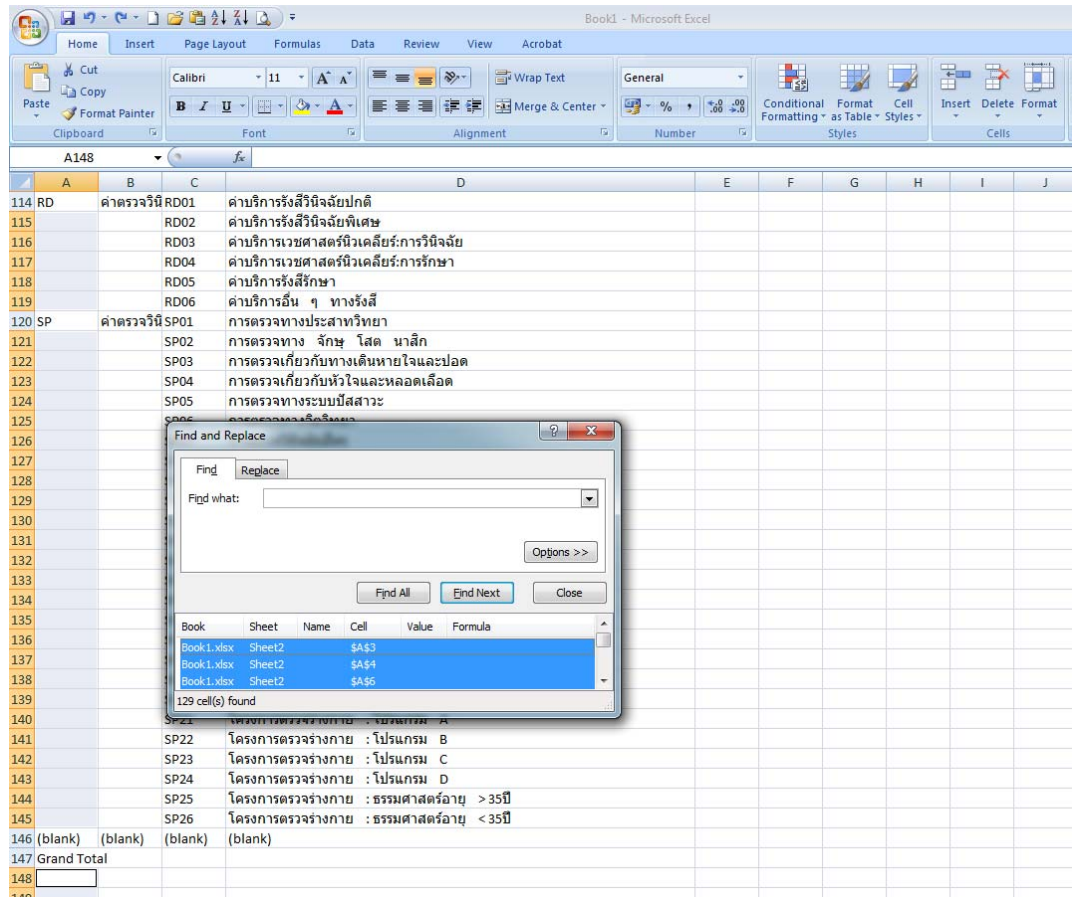 Book1 - Microsoft Excel
Home Insert Page Layout Formulas Data Review View Acrobat
Cut
Copy
Format Painter
Paste
Clipboard
Calibri 11
B I U
Font
Wrap Text
Merge & Center
Alignment
General
Number
Conditional Formatting
Format as Table
Cell Styles
Styles
Insert Delete Format
Cells
A148 fx
A B C D E F G H I J
114 RD ค่าตรวจวินิ RD01 ค่าบริการรังสีวินิจฉัยปกติ
115 RD02 ค่าบริการรังสีวินิจฉัยพิเศษ
116 RD03 ค่าบริการเวชศาสตร์นิวเคลียร์:การวินิจฉัย
117 RD04 ค่าบริการเวชศาสตร์นิวเคลียร์:การรักษา
118 RD05 ค่าบริการรังสีรักษา
119 RD06 ค่าบริการอื่น ๆ ทางรังสี
120 SP ค่าตรวจวินิ SP01 การตรวจทางประสาทวิทยา
121 SP02 การตรวจทาง จักษุ โสต นาสิก
122 SP03 การตรวจเกี่ยวกับทางเดินหายใจและปอด
123 SP04 การตรวจเกี่ยวกับหัวใจและหลอดเลือด
124 SP05 การตรวจทางระบบปัสสาวะ
125 SP06
126
127
128
129
130
131
132
133
134
135
136
137
138
139
140 SP21 โครงการตรวจร่างกาย : โปรแกรม A
141 SP22 โครงการตรวจร่างกาย : โปรแกรม B
142 SP23 โครงการตรวจร่างกาย : โปรแกรม C
143 SP24 โครงการตรวจร่างกาย : โปรแกรม D
144 SP25 โครงการตรวจร่างกาย : ธรรมศาสตร์อายุ > 35ปี
145 SP26 โครงการตรวจร่างกาย : ธรรมศาสตร์อายุ < 35ปี
146 (blank) (blank) (blank) (blank)
147 Grand Total
148
Find and Replace
Find Replace
Find what:
Options >>
Find All Find Next Close
Book Sheet Name Cell Value Formula
Book1.xlsx Sheet2 $A$3
Book1.xlsx Sheet2 $A$4
Book1.xlsx Sheet2 $A$6
129 cell(s) found